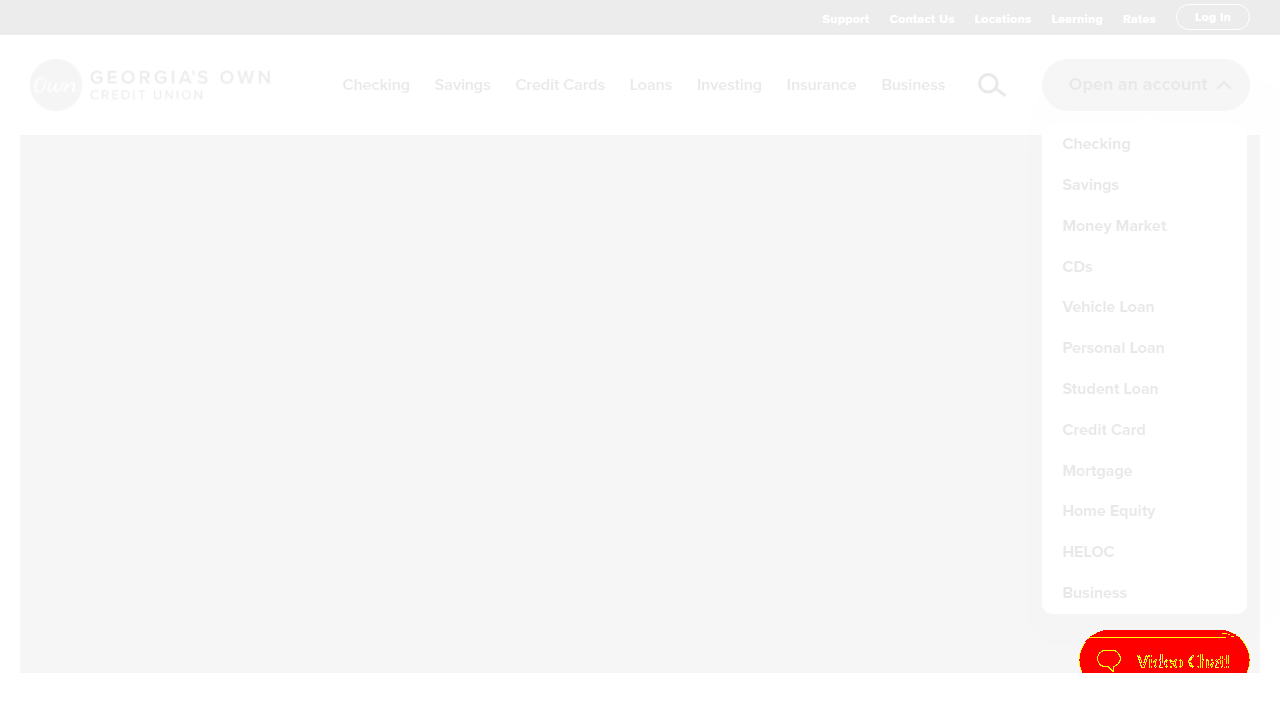 Support Contact Us Locations Learning Rates Log In
Own GEORGIA'S OWN
CREDIT UNION
Checking Savings Credit Cards Loans Investing Insurance Business
Open an account
Checking
Savings
Money Market
CDs
Vehicle Loan
Personal Loan
Student Loan
Credit Card
Mortgage
Home Equity
HELOC
Business
Video Chat!